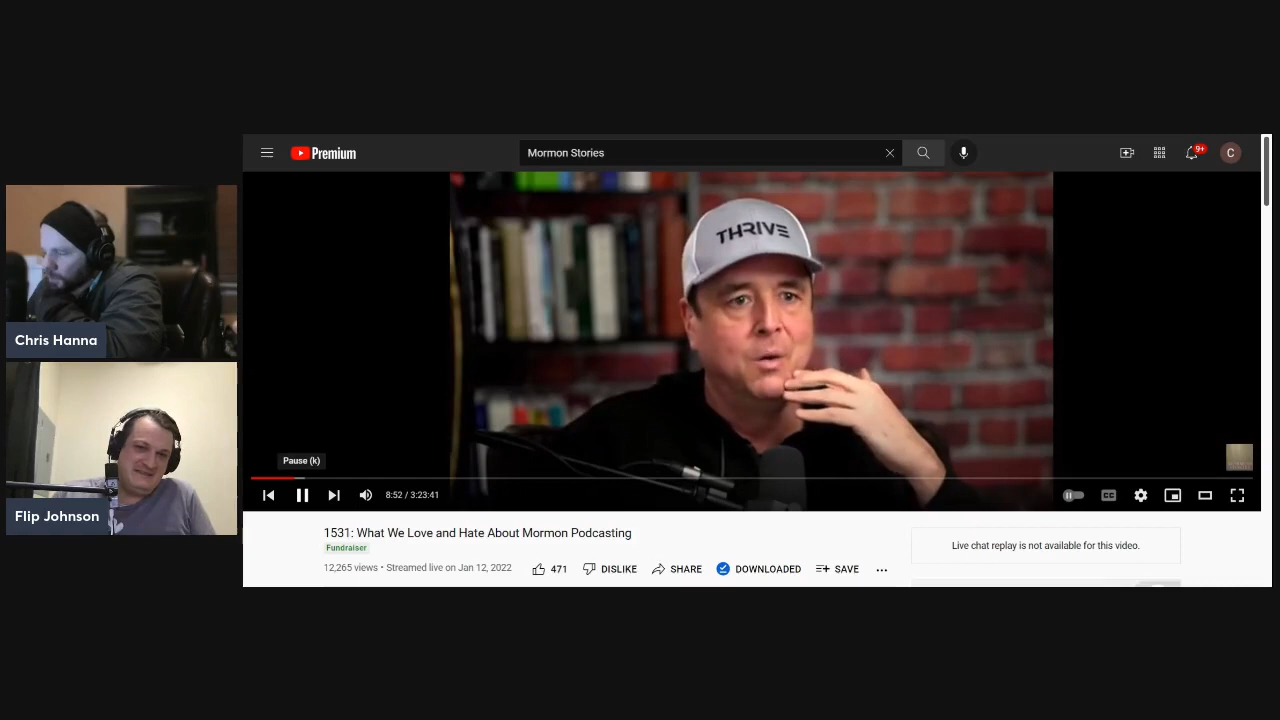 Premium
Mormon Stories
9+
C
THRIVE
Chris Hanna
Flip Johnson
Pause (k)
8:52 / 3:23:41
CC
1531: What We Love and Hate About Mormon Podcasting
Fundraiser
12,265 views • Streamed live on Jan 12, 2022
471
DISLIKE
SHARE
DOWNLOADED
SAVE
Live chat replay is not available for this video.